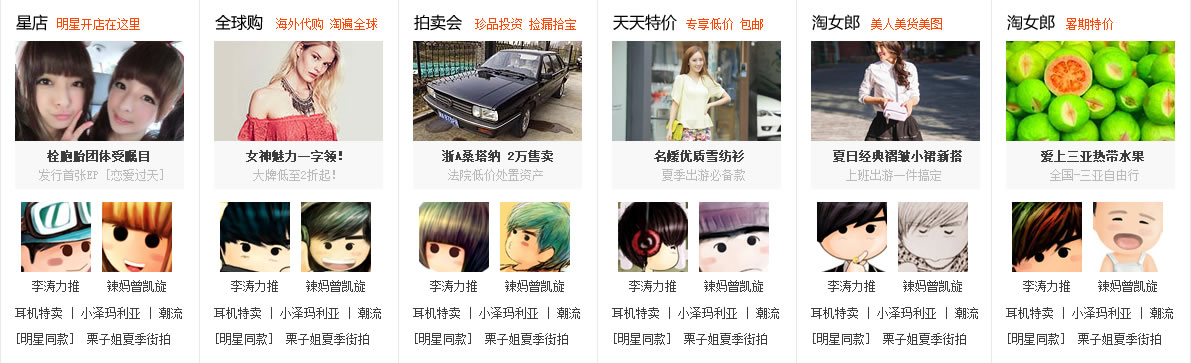 星店 明星开店在这里
栓胞胎团体受瞩目
发行首张EP [恋爱过天]
李涛力推 辣妈曾凯旋
耳机特卖 | 小泽玛利亚 | 潮流
[明星同款] 栗子姐夏季街拍
全球购 海外代购 淘遍全球
女神魅力一字领!
大牌低至2折起!
李涛力推 辣妈曾凯旋
耳机特卖 | 小泽玛利亚 | 潮流
[明星同款] 栗子姐夏季街拍
拍卖会 珍品投资 捡漏拾宝
浙A桑塔纳 2万售卖
法院低价处置资产
李涛力推 辣妈曾凯旋
耳机特卖 | 小泽玛利亚 | 潮流
[明星同款] 栗子姐夏季街拍
天天特价 专享低价 包邮
名媛优质雪纺衫
夏季出游必备款
李涛力推 辣妈曾凯旋
耳机特卖 | 小泽玛利亚 | 潮流
[明星同款] 栗子姐夏季街拍
淘女郎 美人美货美图
夏日经典褶皱小裙新搭
上班出游一件搞定
李涛力推 辣妈曾凯旋
耳机特卖 | 小泽玛利亚 | 潮流
[明星同款] 栗子姐夏季街拍
淘女郎 暑期特价
爱上三亚热带水果
全国-三亚自由行
李涛力推 辣妈曾凯旋
耳机特卖 | 小泽玛利亚 | 潮流
[明星同款] 栗子姐夏季街拍